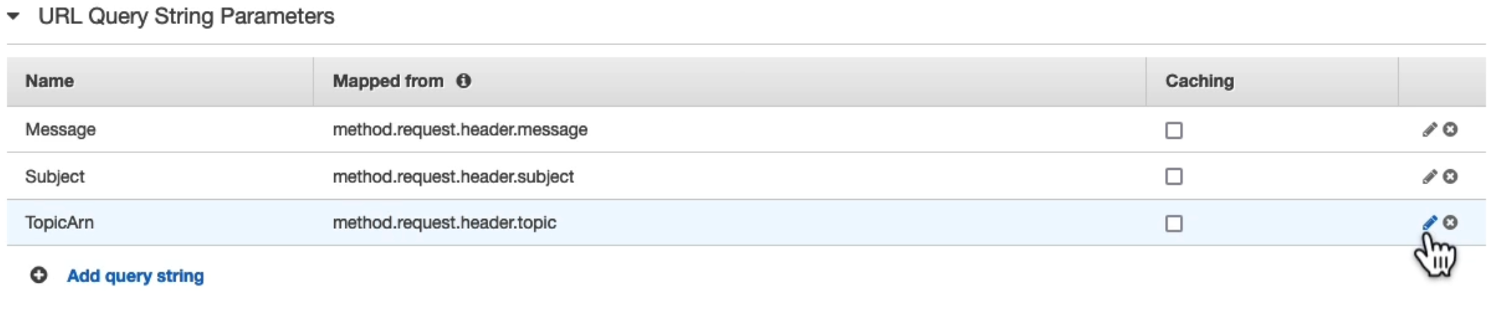 URL Query String Parameters
Name Mapped from Caching
Message method.request.header.message
Subject method.request.header.subject
TopicArn method.request.header.topic
Add query string